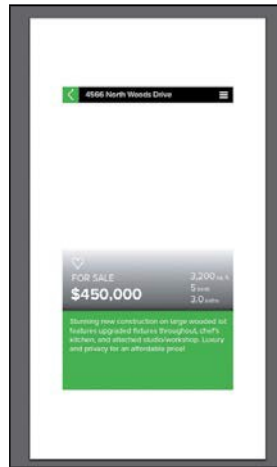 4566 North Woods Drive
FOR SALE
$450,000
3,200 sq. ft
5 beds
3.0 baths
Stunning new construction on large wooded lot
features upgraded fixtures throughout, chef's
kitchen, and attached studio/workshop. Luxury
and privacy for an affordable price!